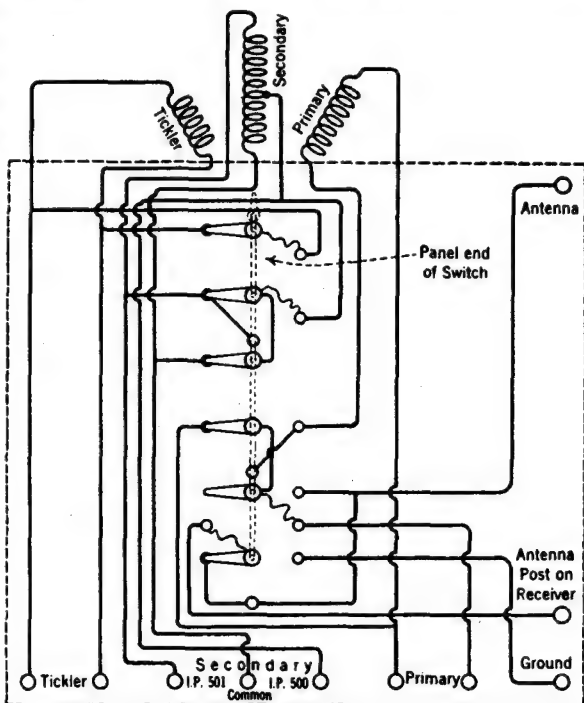 Secondary
Tickler
Primary
Antenna
Panel end
of Switch
Antenna
Post on
Receiver
Ground
Secondary
Tickler I.P. 501 I.P. 500 Primary
Common